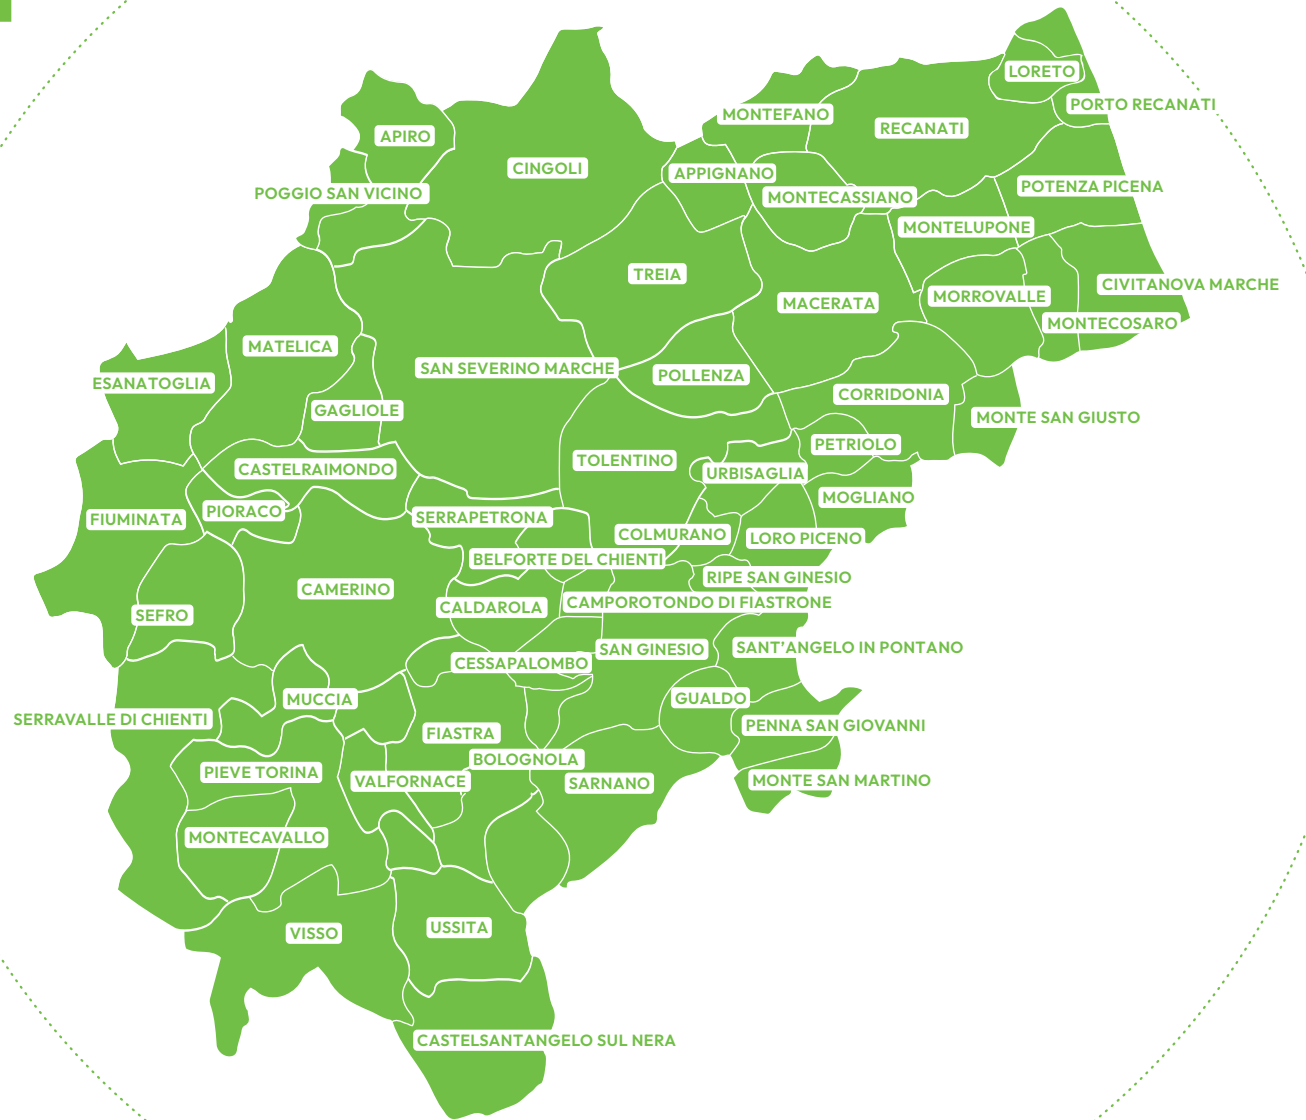 LORETO
PORTO RECANATI
MONTEFANO
RECANATI
APIRO
CINGOLI
APPIGNANO
POTENZA PICENA
POGGIO SAN VICINO
MONTECASSIANO
MONTELUPONE
TREIA
CIVITANOVA MARCHE
MORROVALLE
MACERATA
MONTECOSARO
MATELICA
SAN SEVERINO MARCHE
POLLENZA
ESANATOGLIA
CORRIDONIA
GAGLIOLE
MONTE SAN GIUSTO
PETRIOLO
TOLENTINO
CASTELRAIMONDO
URBISAGLIA
MOGLIANO
PIORACO
SERRAPETRONA
FIUMINATA
COLMURANO
LORO PICENO
BELFORTE DEL CHIENTI
RIPE SAN GINESIO
CAMERINO
CAMPOROTONDO DI FIASTRONE
CALDAROLA
SEFRO
SANT'ANGELO IN PONTANO
SAN GINESIO
CESSAPALOMBO
GUALDO
MUCCIA
SERRAVALLE DI CHIENTI
PENNA SAN GIOVANNI
FIASTRA
BOLOGNOLA
PIEVE TORINA
VALFORNACE
SARNANO
MONTE SAN MARTINO
MONTECAVALLO
USSITA
VISSO
CASTELSANTANGELO SUL NERA